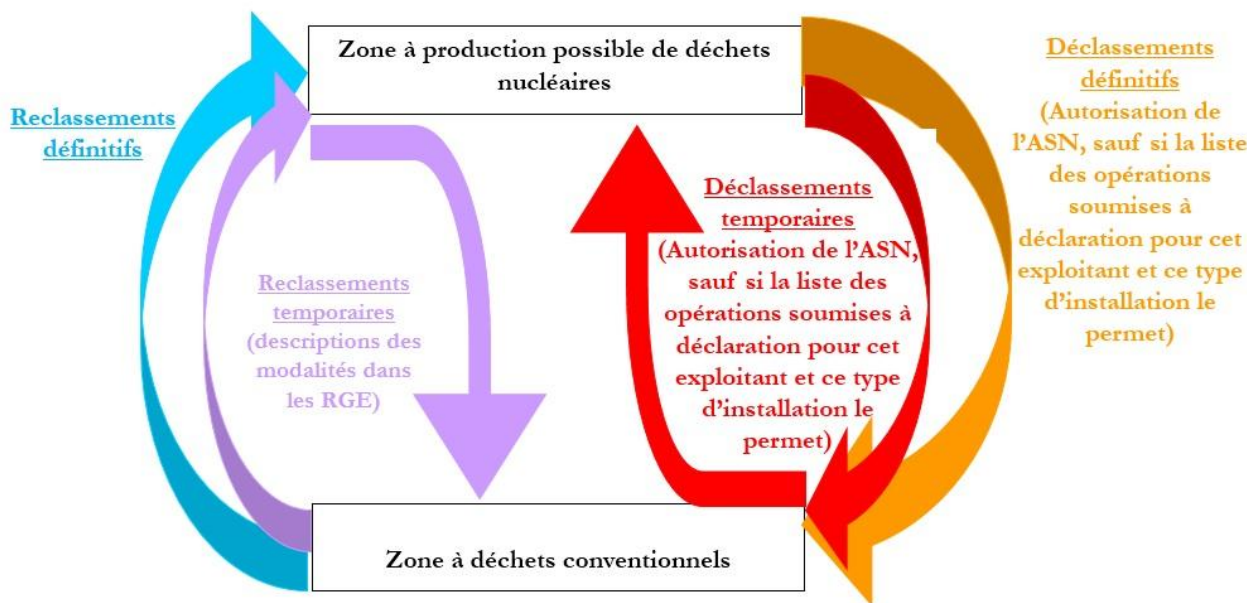 Zone à production possible de déchets
nucléaires
Reclassements
définitifs
Reclassements
temporaires
(descriptions des
modalités dans
les RGE)
Déclassements
temporaires
(Autorisation de l’ASN,
sauf si la liste des
opérations soumises à
déclaration pour cet
exploitant et ce type
d’installation le
permet)
Déclassements
définitifs
(Autorisation de
l’ASN, sauf si la liste
des opérations
soumises à
déclaration pour cet
exploitant et ce type
d’installation le
permet)
Zone à déchets conventionnels